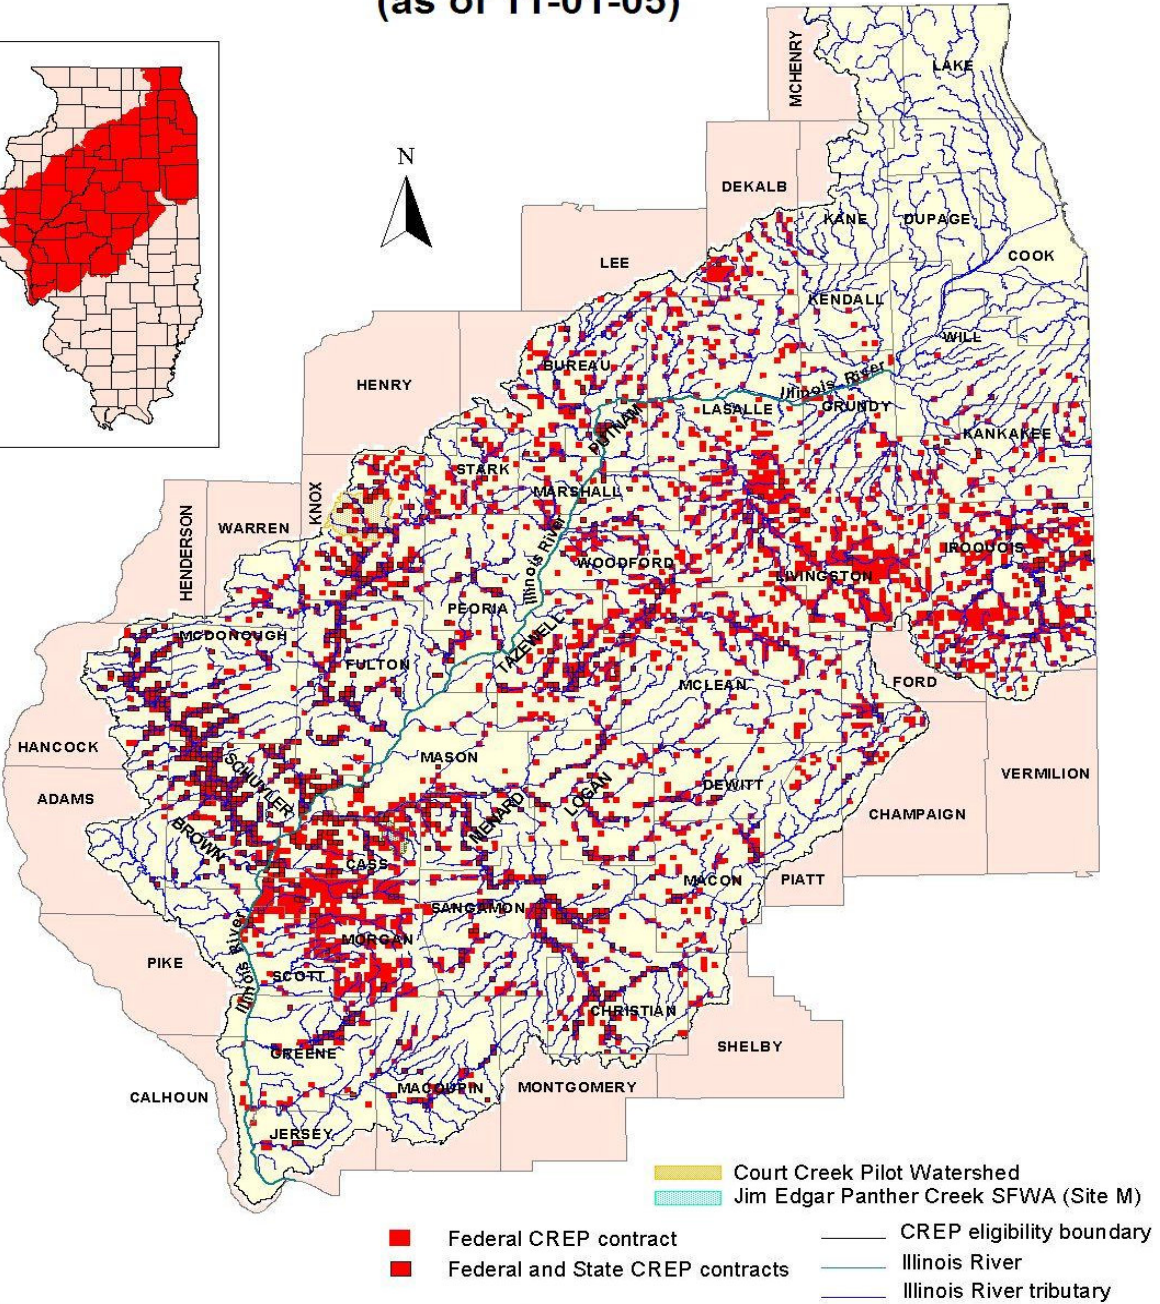 (as of 11-01-05)
MCHENRY
LAKE
N
DEKALB
KANE
DUPAGE
COOK
LEE
KENDALL
WILL
BUREAU
HENRY
Illinois River
LASALLE
GRUNDY
PUTNAM
KANKAKEE
STARK
MARSHALL
KNOX
WARREN
HENDERSON
IROQUOIS
Illinois River
WOODFORD
LIVINGSTON
PEORIA
MCDONOUGH
TAZEWELL
FULTON
MCLEAN
FORD
HANCOCK
MASON
VERMILION
SCHUYLER
DEWITT
LOGAN
ADAMS
MENARD
CHAMPAIGN
BROWN
CASS
MACON
PIATT
SANGAMON
MORGAN
Illinois River
PIKE
SCOTT
CHRISTIAN
SHELBY
GREENE
MACOUPIN
MONTGOMERY
CALHOUN
JERSEY
Court Creek Pilot Watershed
Jim Edgar Panther Creek SFWA (Site M)
Federal CREP contract
Federal and State CREP contracts
CREP eligibility boundary
Illinois River
Illinois River tributary